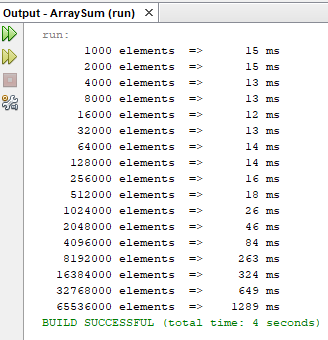 Output - ArraySum (run) ×
run:
1000 elements => 15 ms
2000 elements => 15 ms
4000 elements => 13 ms
8000 elements => 13 ms
16000 elements => 12 ms
32000 elements => 13 ms
64000 elements => 14 ms
128000 elements => 14 ms
256000 elements => 16 ms
512000 elements => 18 ms
1024000 elements => 26 ms
2048000 elements => 46 ms
4096000 elements => 84 ms
8192000 elements => 263 ms
16384000 elements => 324 ms
32768000 elements => 649 ms
65536000 elements => 1289 ms
BUILD SUCCESSFUL (total time: 4 seconds)